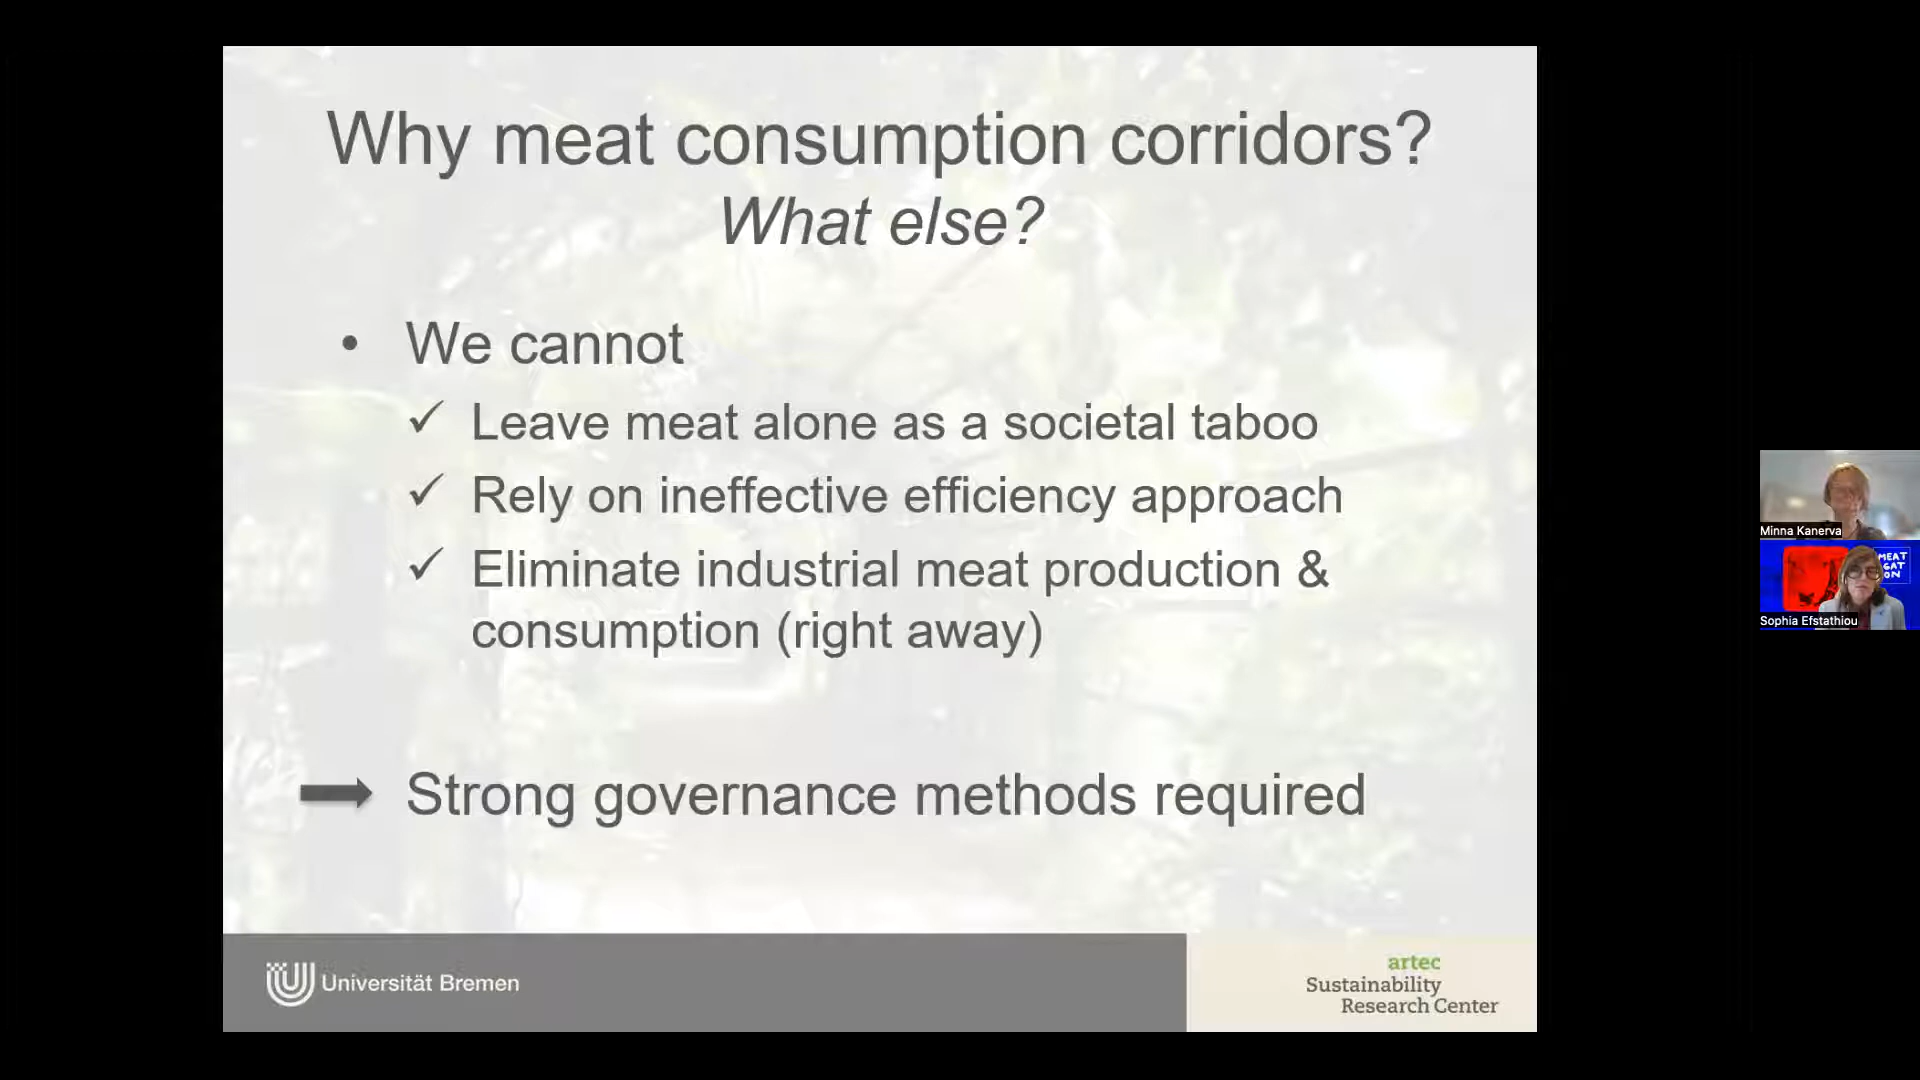 Why meat consumption corridors?
What else?
• We cannot
✓ Leave meat alone as a societal taboo
✓ Rely on ineffective efficiency approach
✓ Eliminate industrial meat production &
consumption (right away)
Strong governance methods required
Universität Bremen
artec
Sustainability
Research Center
Minna Kanerva
MEAT
Sophia Efstathiou